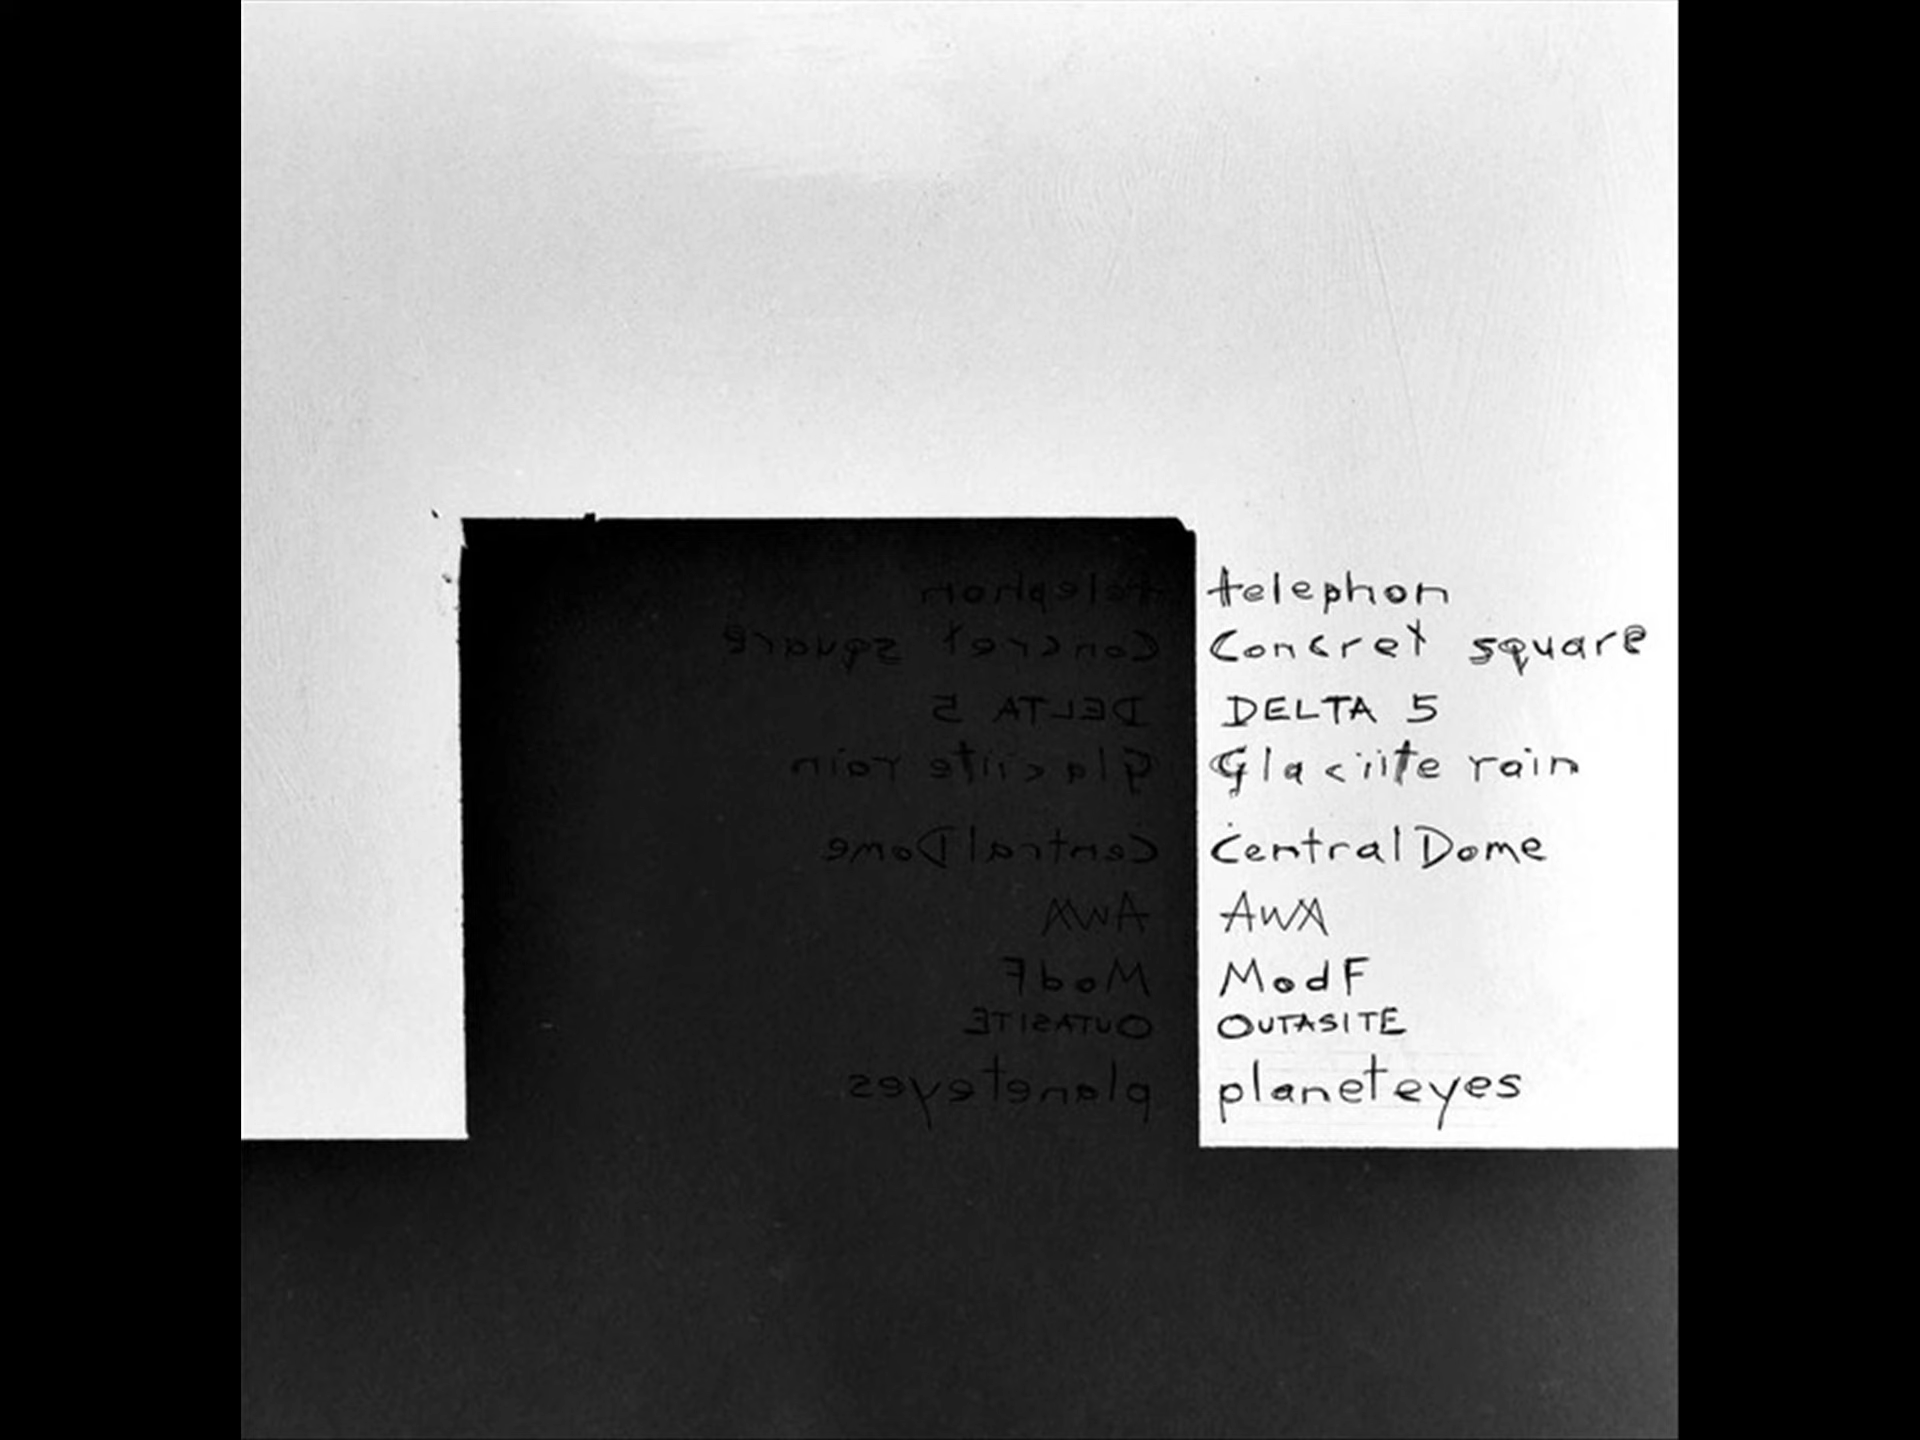 telephon
Concret square
DELTA 5
Glaciite rain
Central Dome
AWA
ModF
OUTASITE
planeteyes